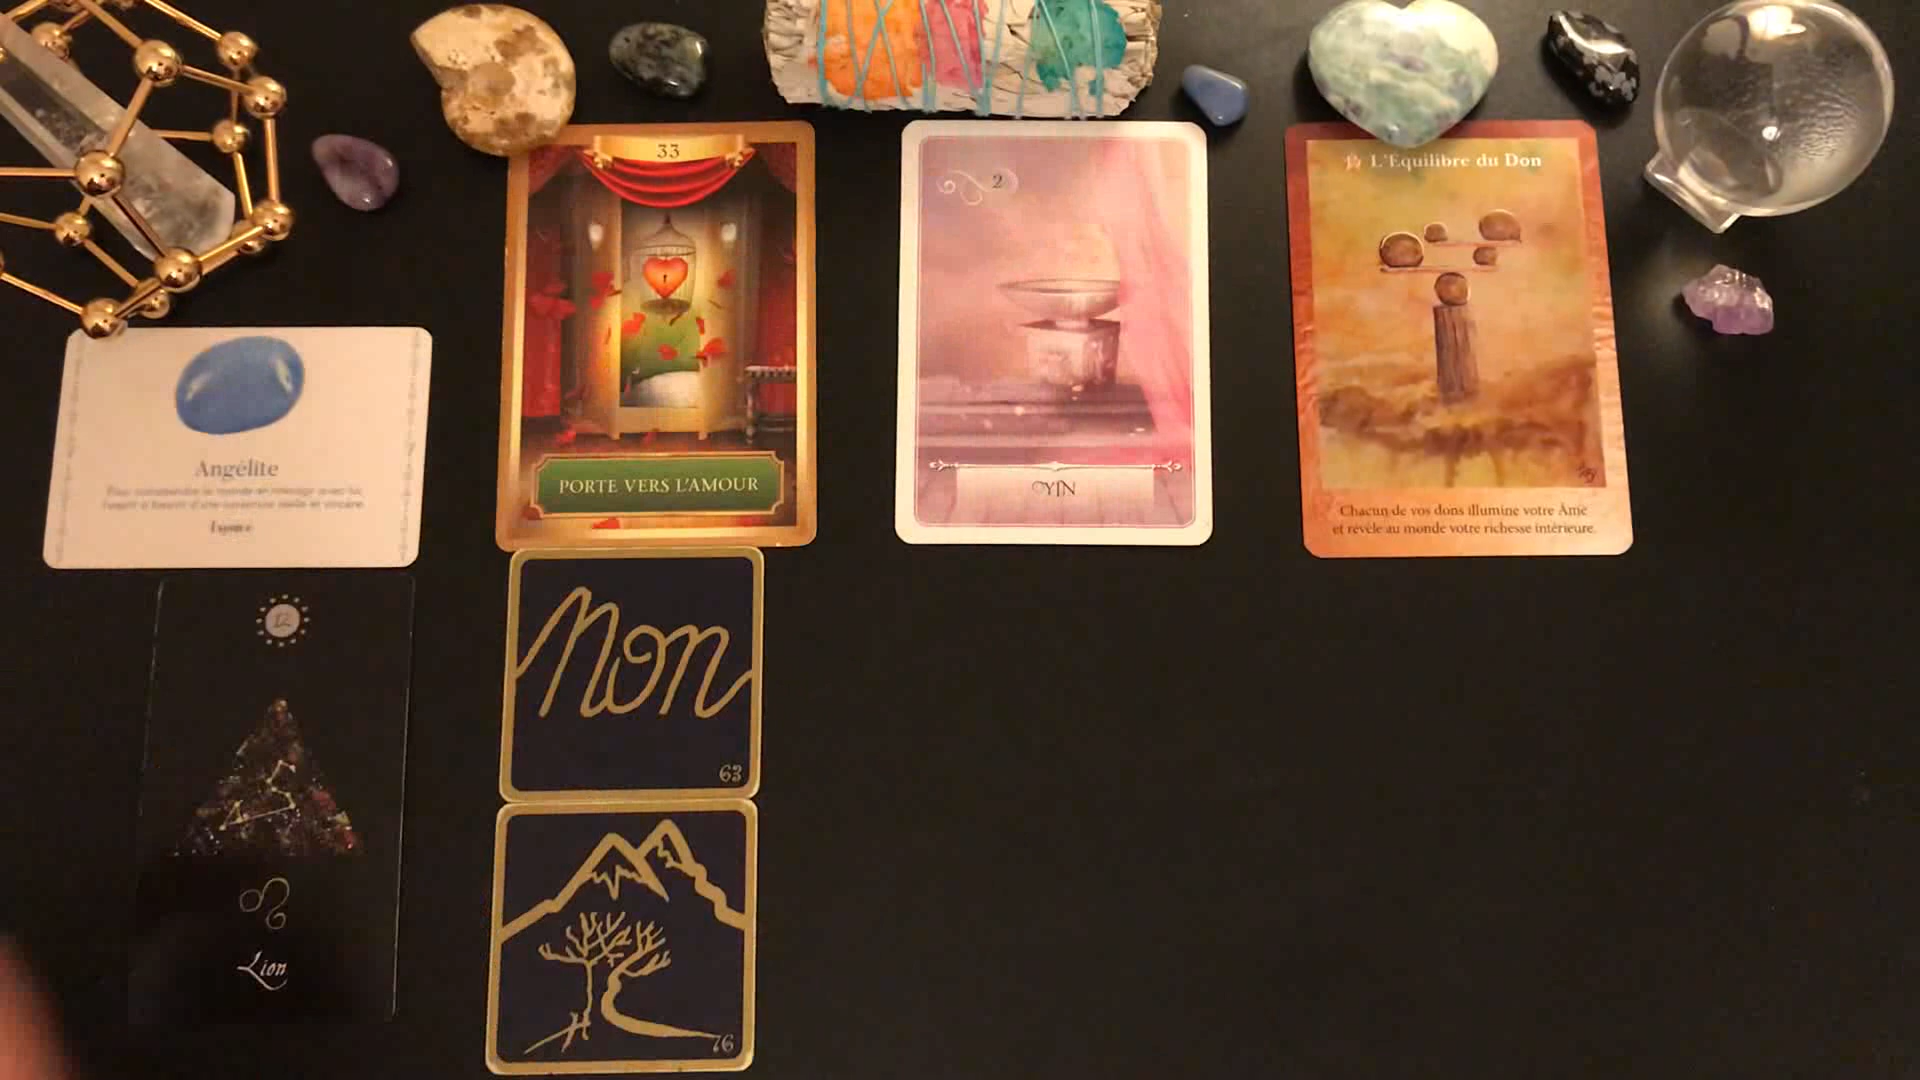 33
PORTE VERS L'AMOUR
2
YIN
L'Equilibre du Don
Chacun de vos dons illumine votre Âme
et révèle au monde votre richesse intérieure.
Angélite
12
Lion
Non
63
76